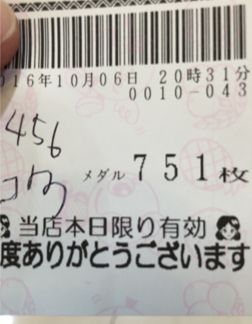 016年10月06日 20時31分
0010-043
456
メダル 751枚
当店本日限り有効
度ありがとうございます